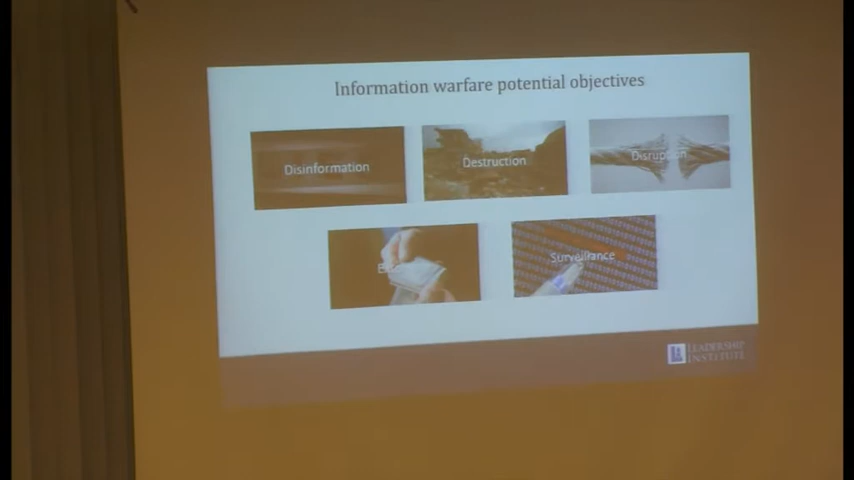 Information warfare potential objectives
Disinformation
Destruction
Disruption
Surveillance
LEADERSHIP
INSTITUTE